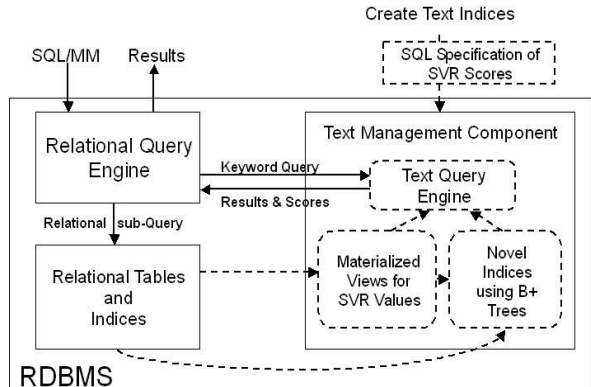 Create Text Indices
SQL/MM
Results
SQL Specification of
SVR Scores
Relational Query
Engine
Text Management Component
Keyword Query
Text Query
Engine
Results & Scores
Relational sub-Query
Relational Tables
and
Indices
Materialized
Views for
SVR Values
Novel
Indices
using B+
Trees
RDBMS